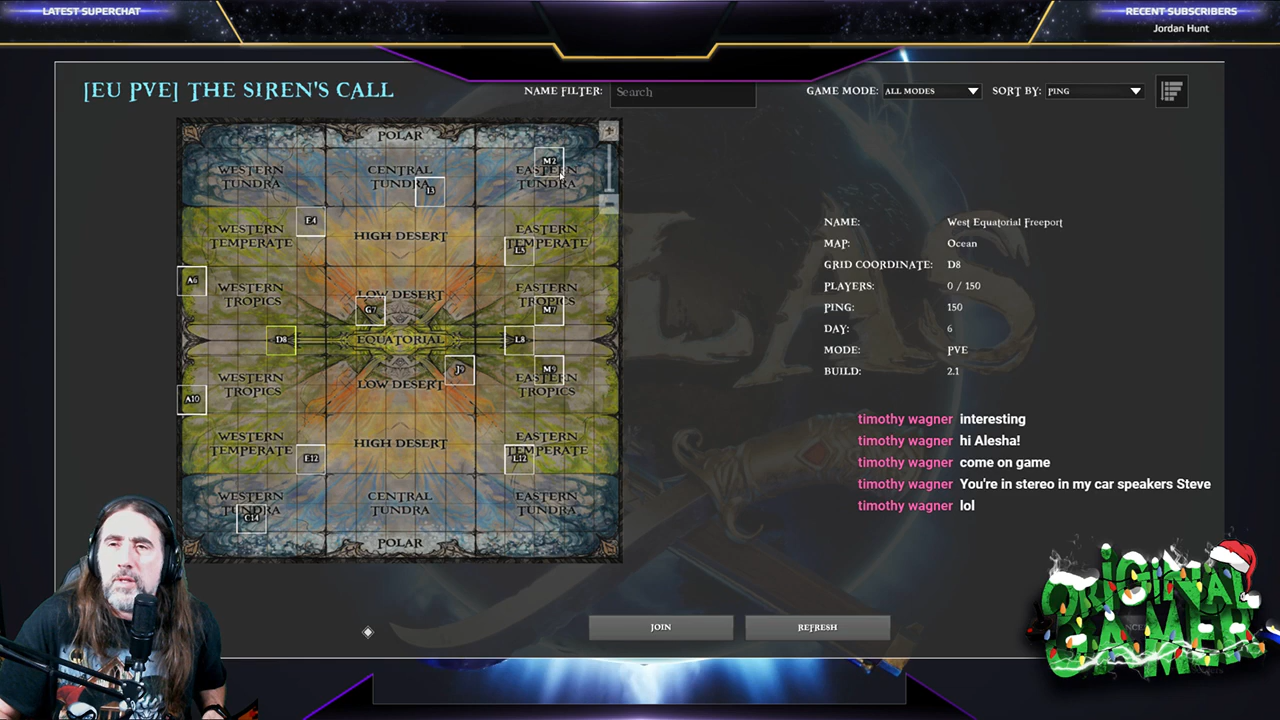 LATEST SUPERCHAT
RECENT SUBSCRIBERS
Jordan Hunt
[EU PVE] THE SIREN'S CALL
NAME FILTER: Search
GAME MODE: ALL MODES
SORT BY: PING
POLAR
WESTERN TUNDRA
CENTRAL TUNDRA
EASTERN TUNDRA
M2
I3
E4
WESTERN TEMPERATE
HIGH DESERT
EASTERN TEMPERATE
L5
A6
WESTERN TROPICS
LOW DESERT
EASTERN TROPICS
G7
M7
D8
EQUATORIAL
L8
J9
M9
WESTERN TROPICS
LOW DESERT
EASTERN TROPICS
A10
WESTERN TEMPERATE
HIGH DESERT
EASTERN TEMPERATE
E12
L12
WESTERN TUNDRA
CENTRAL TUNDRA
EASTERN TUNDRA
C14
POLAR
NAME: West Equatorial Freeport
MAP: Ocean
GRID COORDINATE: D8
PLAYERS: 0 / 150
PING: 150
DAY: 6
MODE: PVE
BUILD: 2.1
timothy wagner interesting
timothy wagner hi Alesha!
timothy wagner come on game
timothy wagner You're in stereo in my car speakers Steve
timothy wagner lol
JOIN
REFRESH
ORIGINAL
GAMER